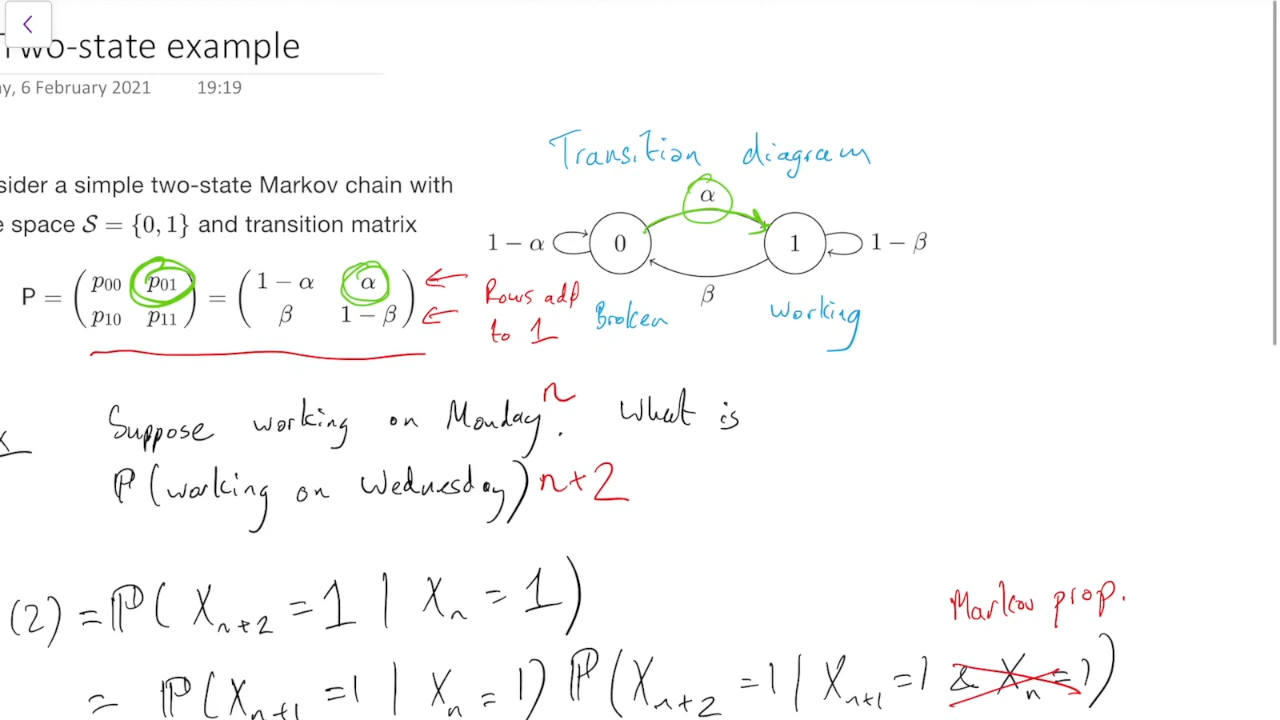 Two-state example
y, 6 February 2021 19:19
Transition diagram
sider a simple two-state Markov chain with
e space S = {0, 1} and transition matrix
P = ( p00 p01 ) = ( 1 − α α )
( p10 p11 ) ( β 1 − β )
Rows add
to 1
α
1 − α 0 1 1 − β
β
Broken working
Suppose working on Monday n. What is
ℙ(working on Wednesday) n+2
(2) = ℙ( Xn+2 = 1 | Xn = 1)
Markov prop.
= ℙ(Xn+1 = 1 | Xn = 1) ℙ(Xn+2 = 1 | Xn+1 = 1 & Xn = 1)